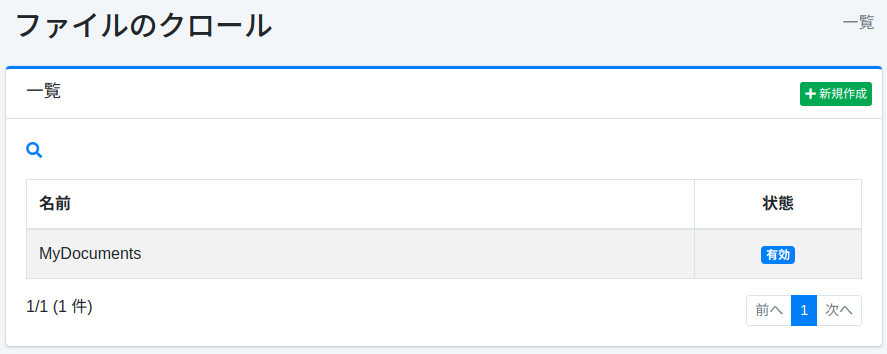 ファイルのクロール
一覧
一覧
新規作成
名前 状態
MyDocuments 有効
1/1 (1 件)
前へ 1 次へ